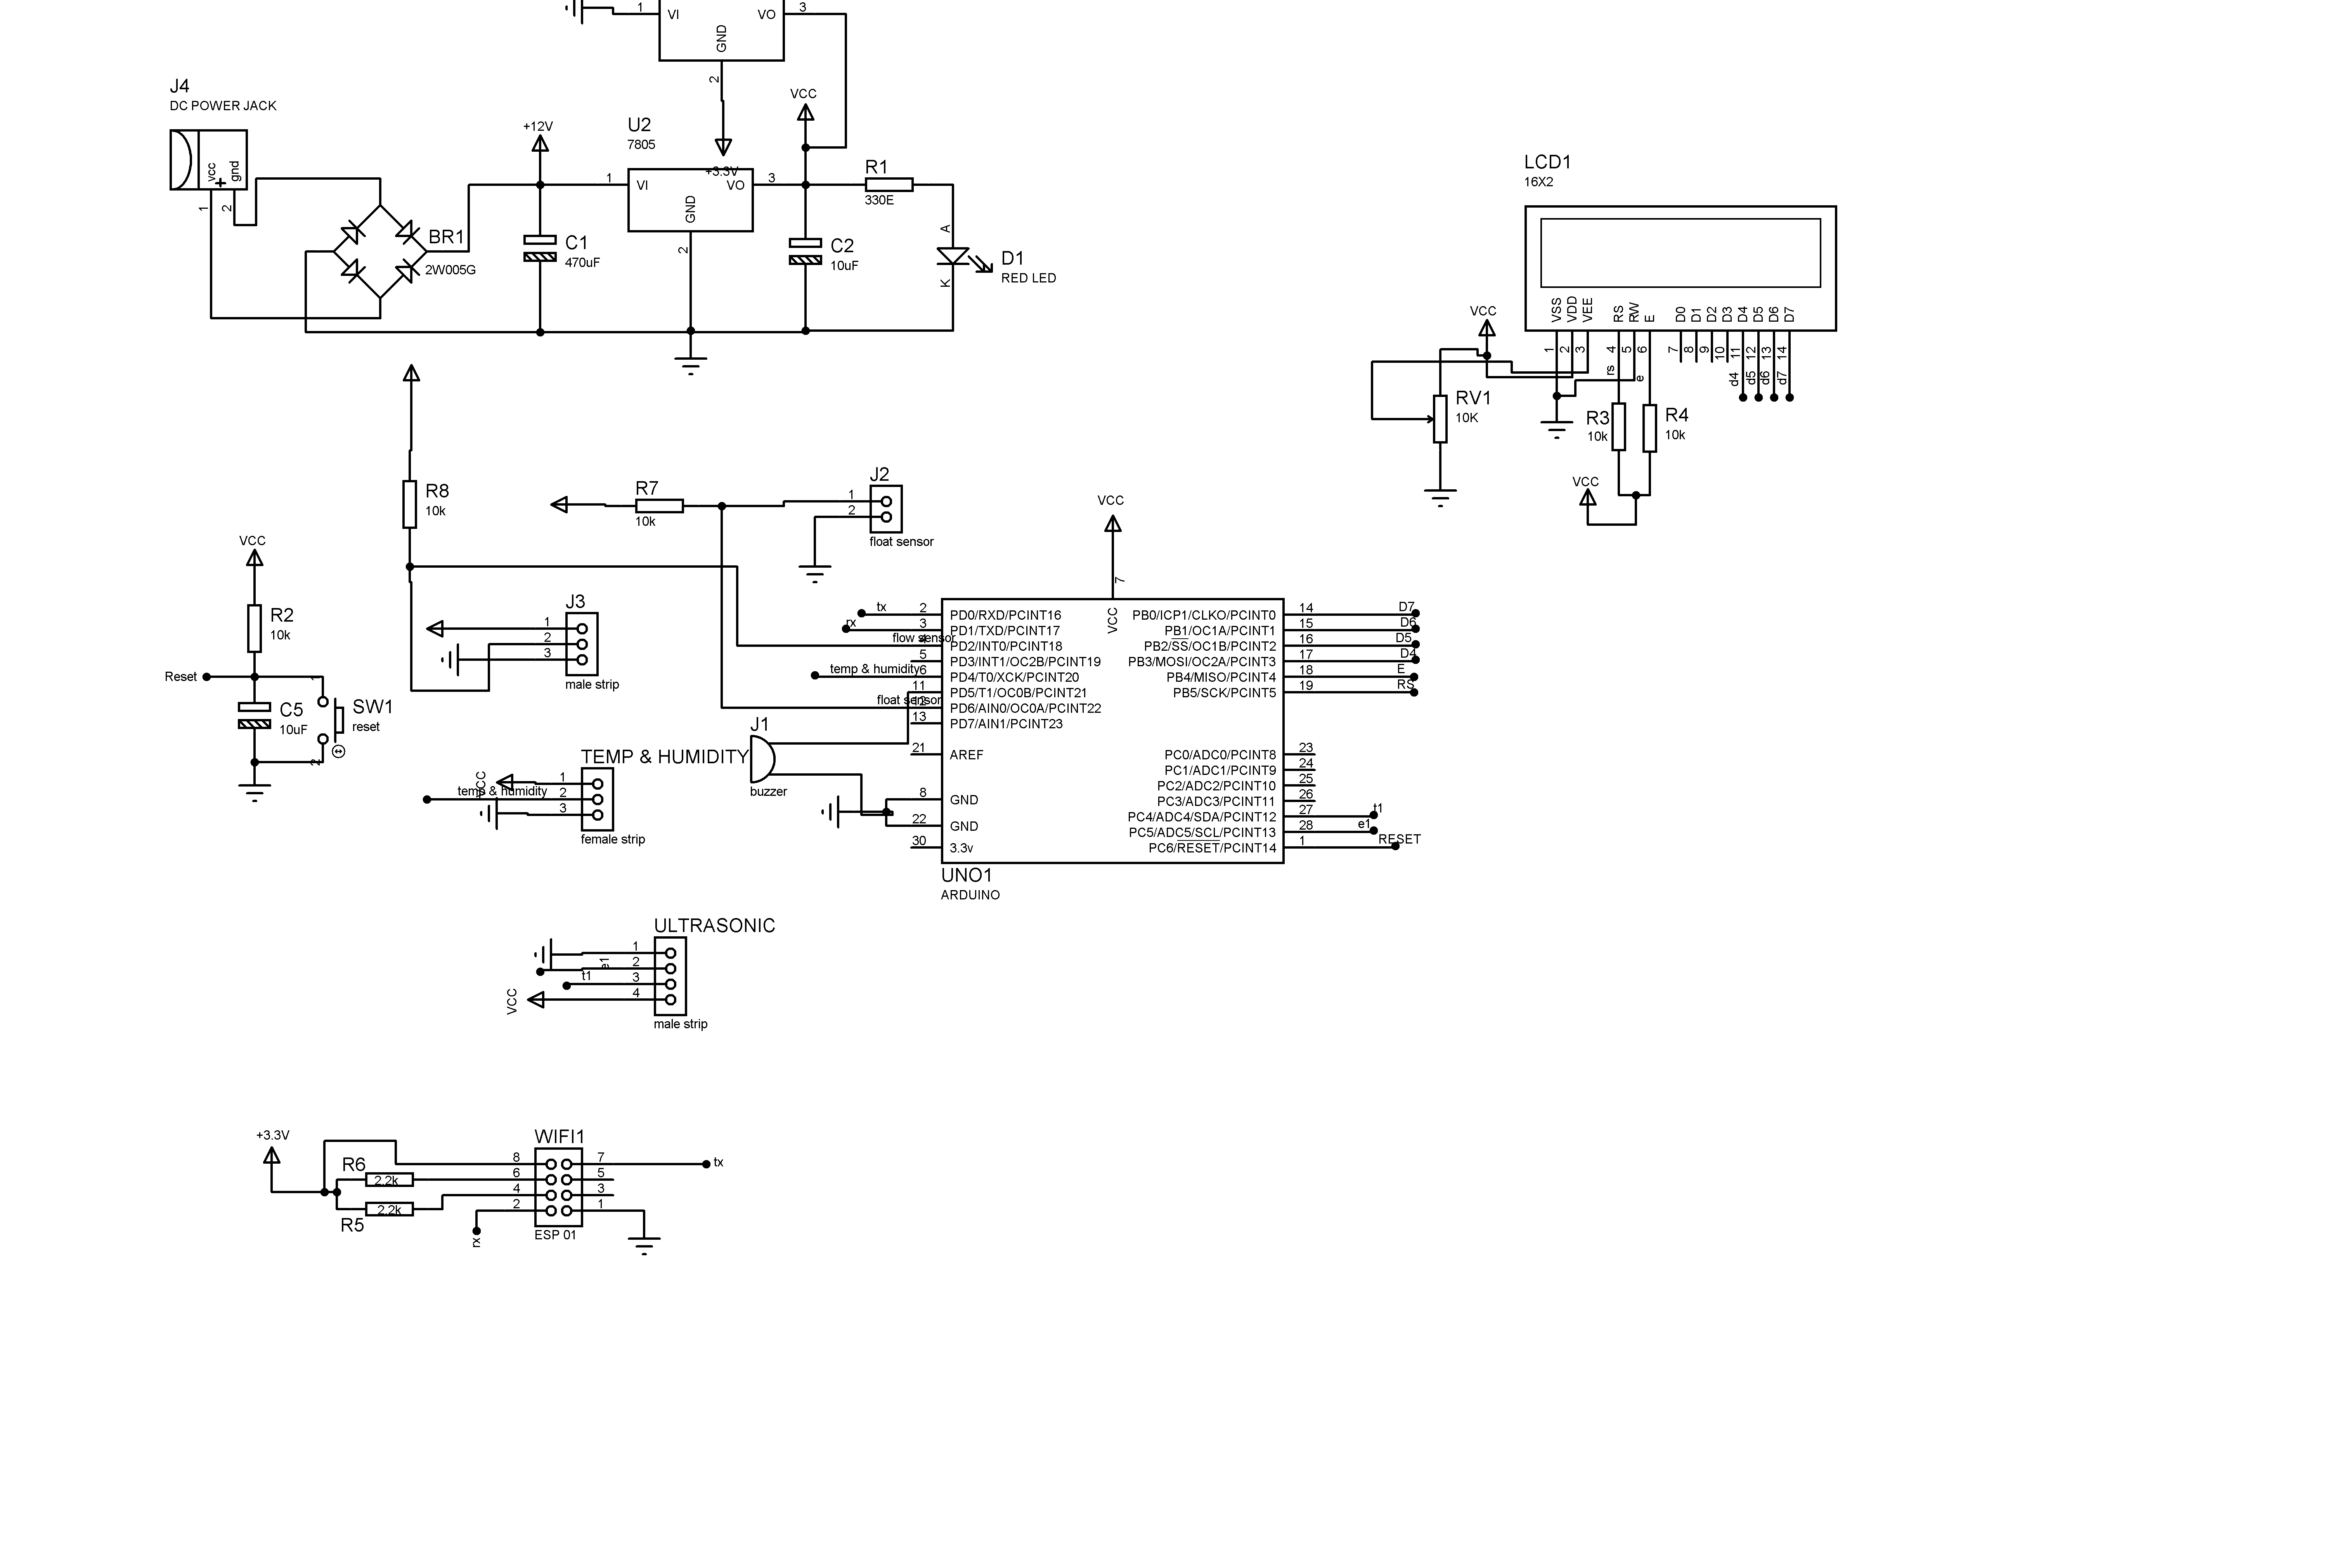 1
VI
VO
3
GND
2
J4
DC POWER JACK
vcc
gnd
1
2
BR1
2W005G
+12V
C1
470uF
U2
7805
1
VI
+3.3V
VO
3
GND
2
VCC
C2
10uF
R1
330E
A
K
D1
RED LED
LCD1
16X2
VSS
VDD
VEE
RS
RW
E
D0
D1
D2
D3
D4
D5
D6
D7
1
2
3
4
5
6
7
8
9
10
11
12
13
14
rs
e
d4
d5
d6
d7
VCC
RV1
10K
R3
10k
R4
10k
VCC
R8
10k
R7
10k
J2
1
2
float sensor
VCC
R2
10k
Reset
C5
10uF
1
2
SW1
reset
J3
1
2
3
male strip
VCC
7
VCC
tx
2
PD0/RXD/PCINT16
rx
3
PD1/TXD/PCINT17
flow sensor
4
PD2/INT0/PCINT18
5
PD3/INT1/OC2B/PCINT19
temp & humidity
6
PD4/T0/XCK/PCINT20
11
PD5/T1/OC0B/PCINT21
float sensor
12
PD6/AIN0/OC0A/PCINT22
13
PD7/AIN1/PCINT23
21
AREF
8
GND
22
GND
30
3.3v
PB0/ICP1/CLKO/PCINT0
14
D7
PB1/OC1A/PCINT1
15
D6
PB2/SS/OC1B/PCINT2
16
D5
PB3/MOSI/OC2A/PCINT3
17
D4
PB4/MISO/PCINT4
18
E
PB5/SCK/PCINT5
19
RS
PC0/ADC0/PCINT8
23
PC1/ADC1/PCINT9
24
PC2/ADC2/PCINT10
25
PC3/ADC3/PCINT11
26
PC4/ADC4/SDA/PCINT12
27
t1
PC5/ADC5/SCL/PCINT13
28
e1
PC6/RESET/PCINT14
1
RESET
UNO1
ARDUINO
J1
buzzer
TEMP & HUMIDITY
VCC
temp & humidity
1
2
3
female strip
ULTRASONIC
1
e1
2
t1
3
VCC
4
male strip
+3.3V
R6
2.2k
2.2k
R5
WIFI1
8
7
tx
6
5
4
3
2
1
rx
ESP 01